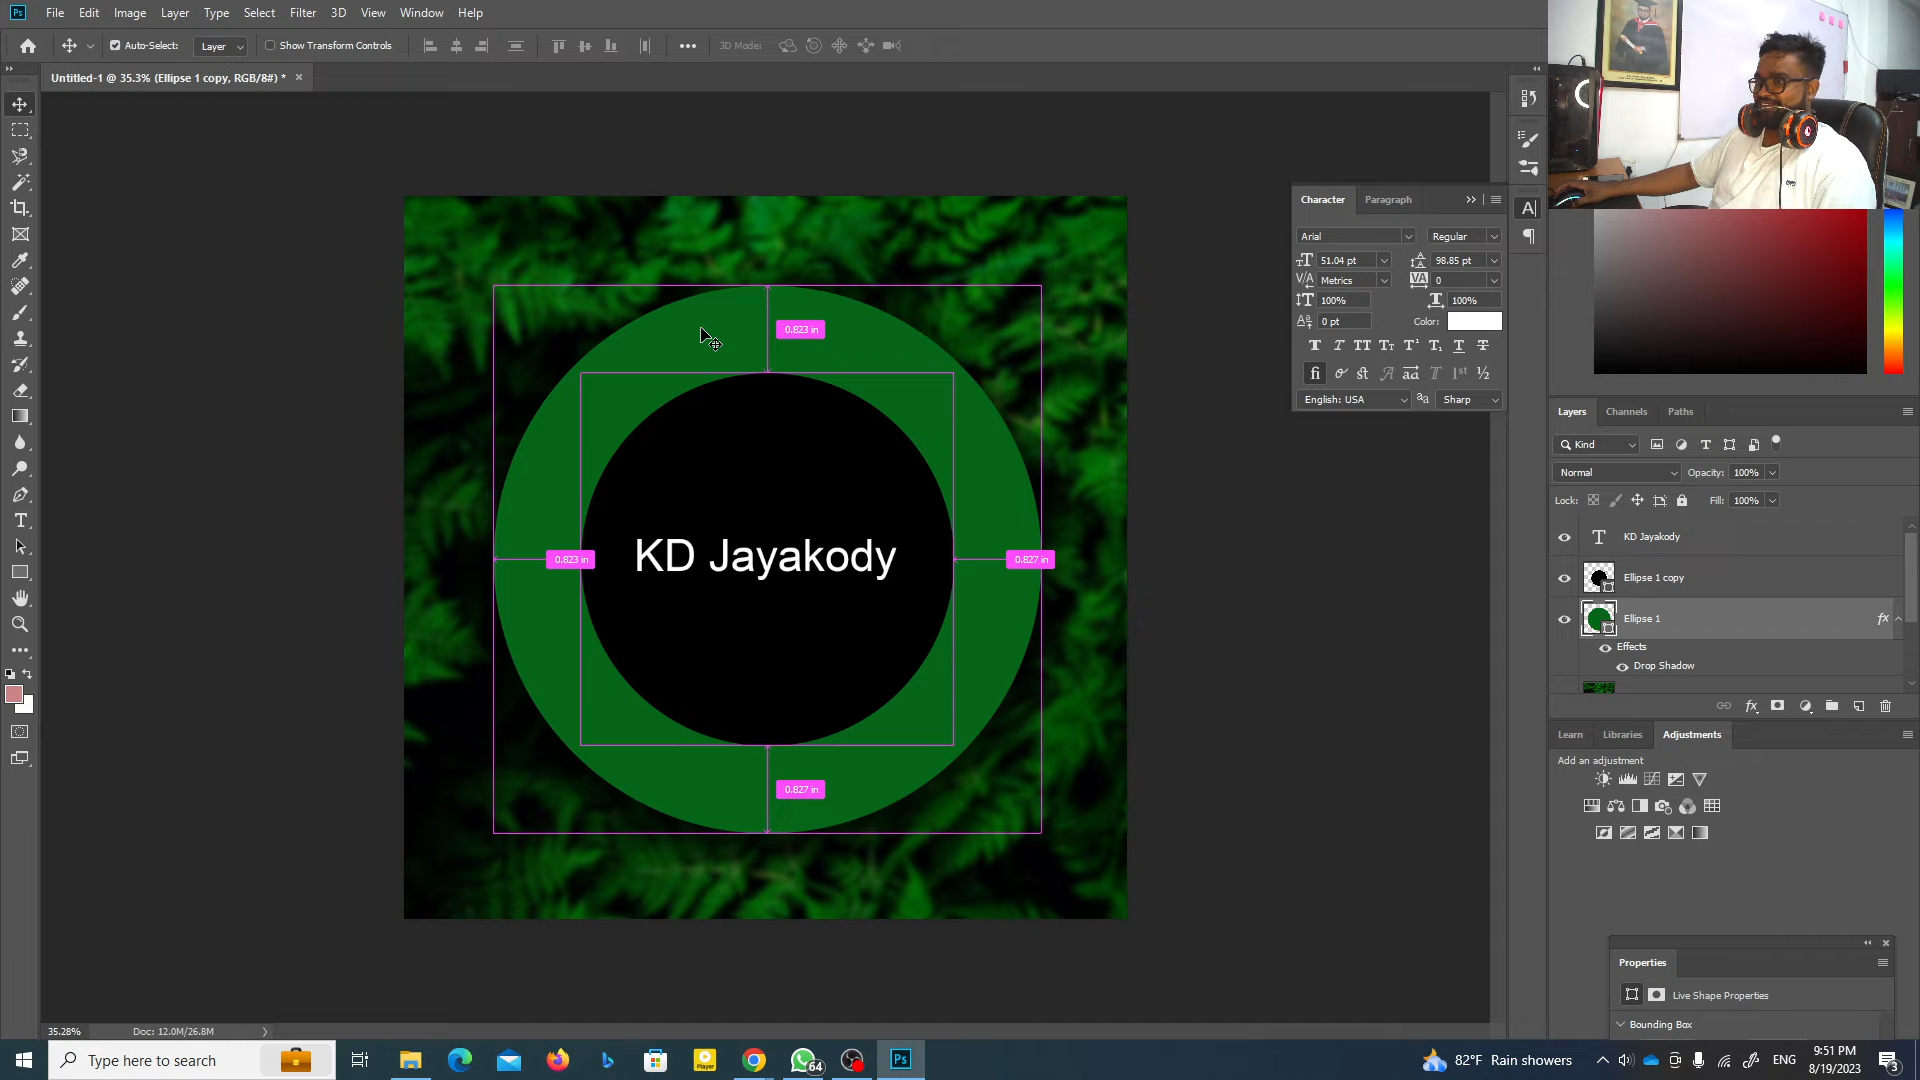 Ps File Edit Image Layer Type Select Filter 3D View Window Help
Auto-Select: Layer Show Transform Controls 3D Mode:
Untitled-1 @ 35.3% (Ellipse 1 copy, RGB/8#) * ×
0.823 in
0.823 in
KD Jayakody
0.827 in
0.827 in
Character Paragraph
Arial Regular
51.04 pt 98.85 pt
Metrics 0
100% 100%
0 pt Color:
English: USA Sharp
Layers Channels Paths
Kind
Normal Opacity: 100%
Lock: Fill: 100%
KD Jayakody
Ellipse 1 copy
Ellipse 1 fx
Effects
Drop Shadow
Learn Libraries Adjustments
Add an adjustment
Properties
Live Shape Properties
Bounding Box
35.28% Doc: 12.0M/26.8M
Type here to search
Player
64
Ps
82°F Rain showers
ENG
9:51 PM
8/19/2023
3